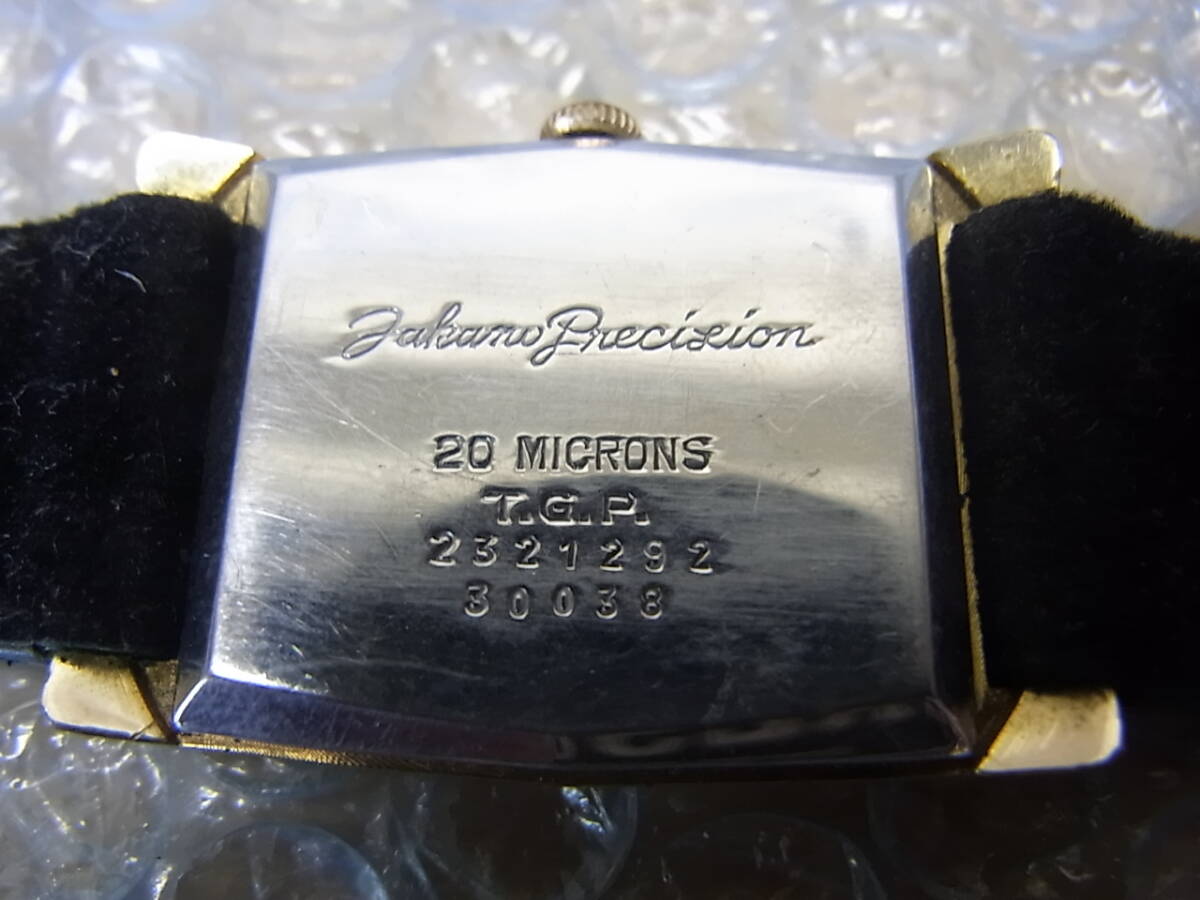 Takano Precision
20 MICRONS
T.G.P.
2321292
30038